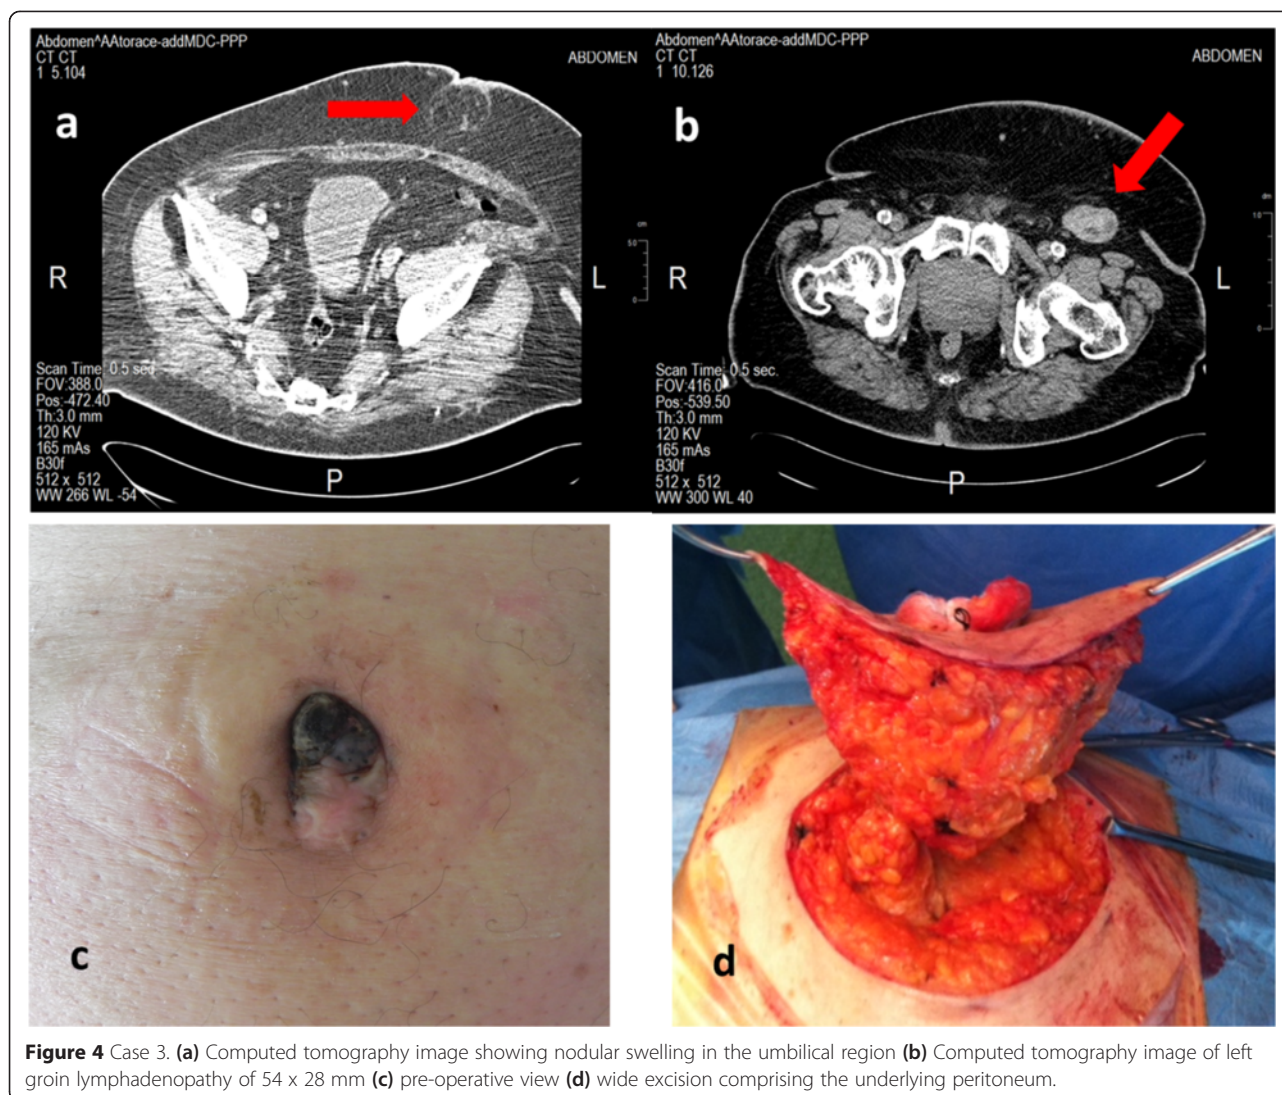 Abdomen^AAtorace-addMDC-PPP
CT CT
1 5.104
ABDOMEN
a
R
L
cm
50
0
Scan Time: 0.5 sec
FOV:388.0
Pos:-472.40
Th:3.0 mm
120 KV
165 mAs
B30f
512 x 512
WW 266 WL -54
P
Abdomen^AAtorace-addMDC-PPP
CT CT
1 10.126
ABDOMEN
b
R
L
10
0
Scan Time: 0.5 sec.
FOV:416.0
Pos:-539.50
Th:3.0 mm
120 KV
165 mAs
B30f
512 x 512
WW 300 WL 40
P
c
d
Figure 4 Case 3. (a) Computed tomography image showing nodular swelling in the umbilical region (b) Computed tomography image of left
groin lymphadenopathy of 54 x 28 mm (c) pre-operative view (d) wide excision comprising the underlying peritoneum.